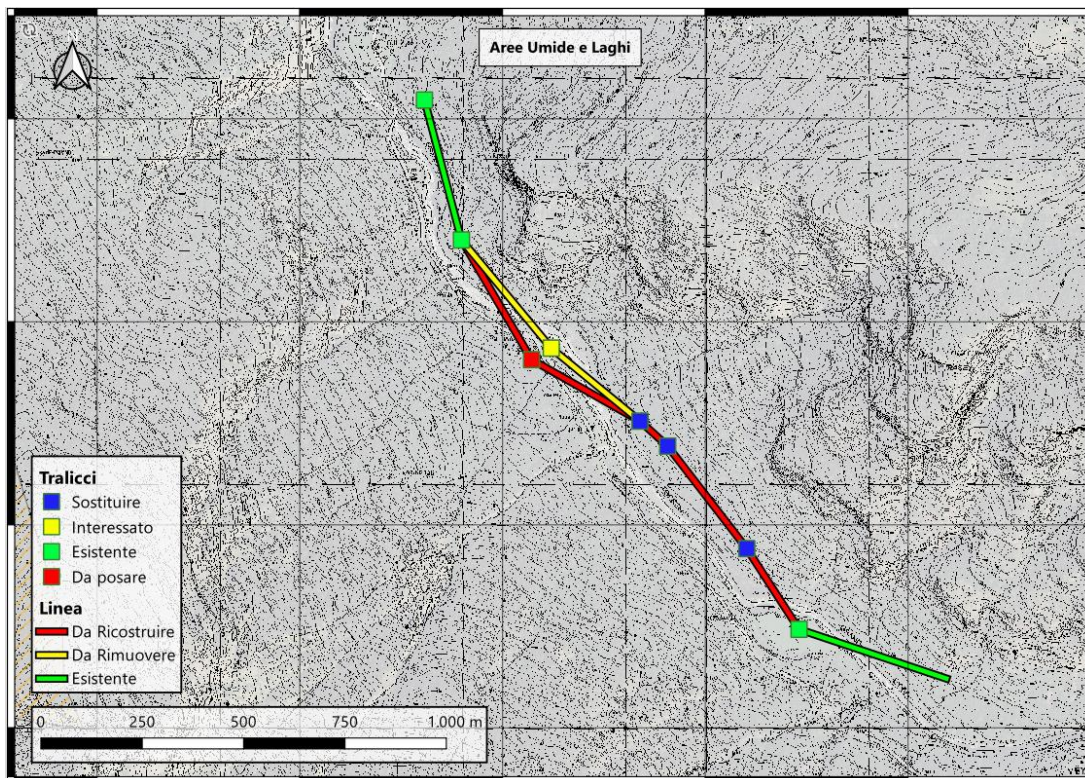 Aree Umide e Laghi
Tralicci
Sostituire
Interessato
Esistente
Da posare
Linea
Da Ricostruire
Da Rimuovere
Esistente
0 250 500 750 1.000 m